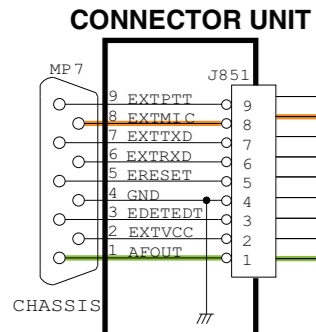 CONNECTOR UNIT
MP7
J851
9 EXTPTT 9
8 EXTMIC 8
7 EXTTXD 7
6 EXTRXD 6
5 ERESET 5
4 GND 4
3 EDETEDT 3
2 EXTVCC 2
1 AFOUT 1
CHASSIS